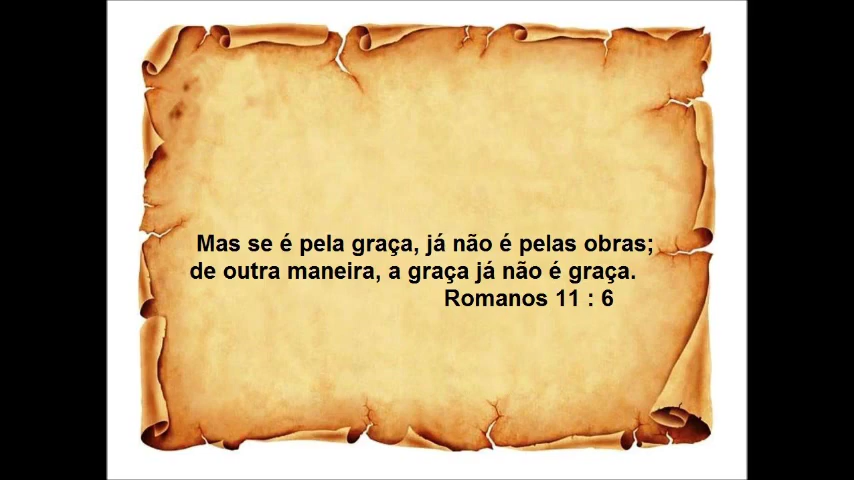 Mas se é pela graça, já não é pelas obras;
de outra maneira, a graça já não é graça.
Romanos 11 : 6